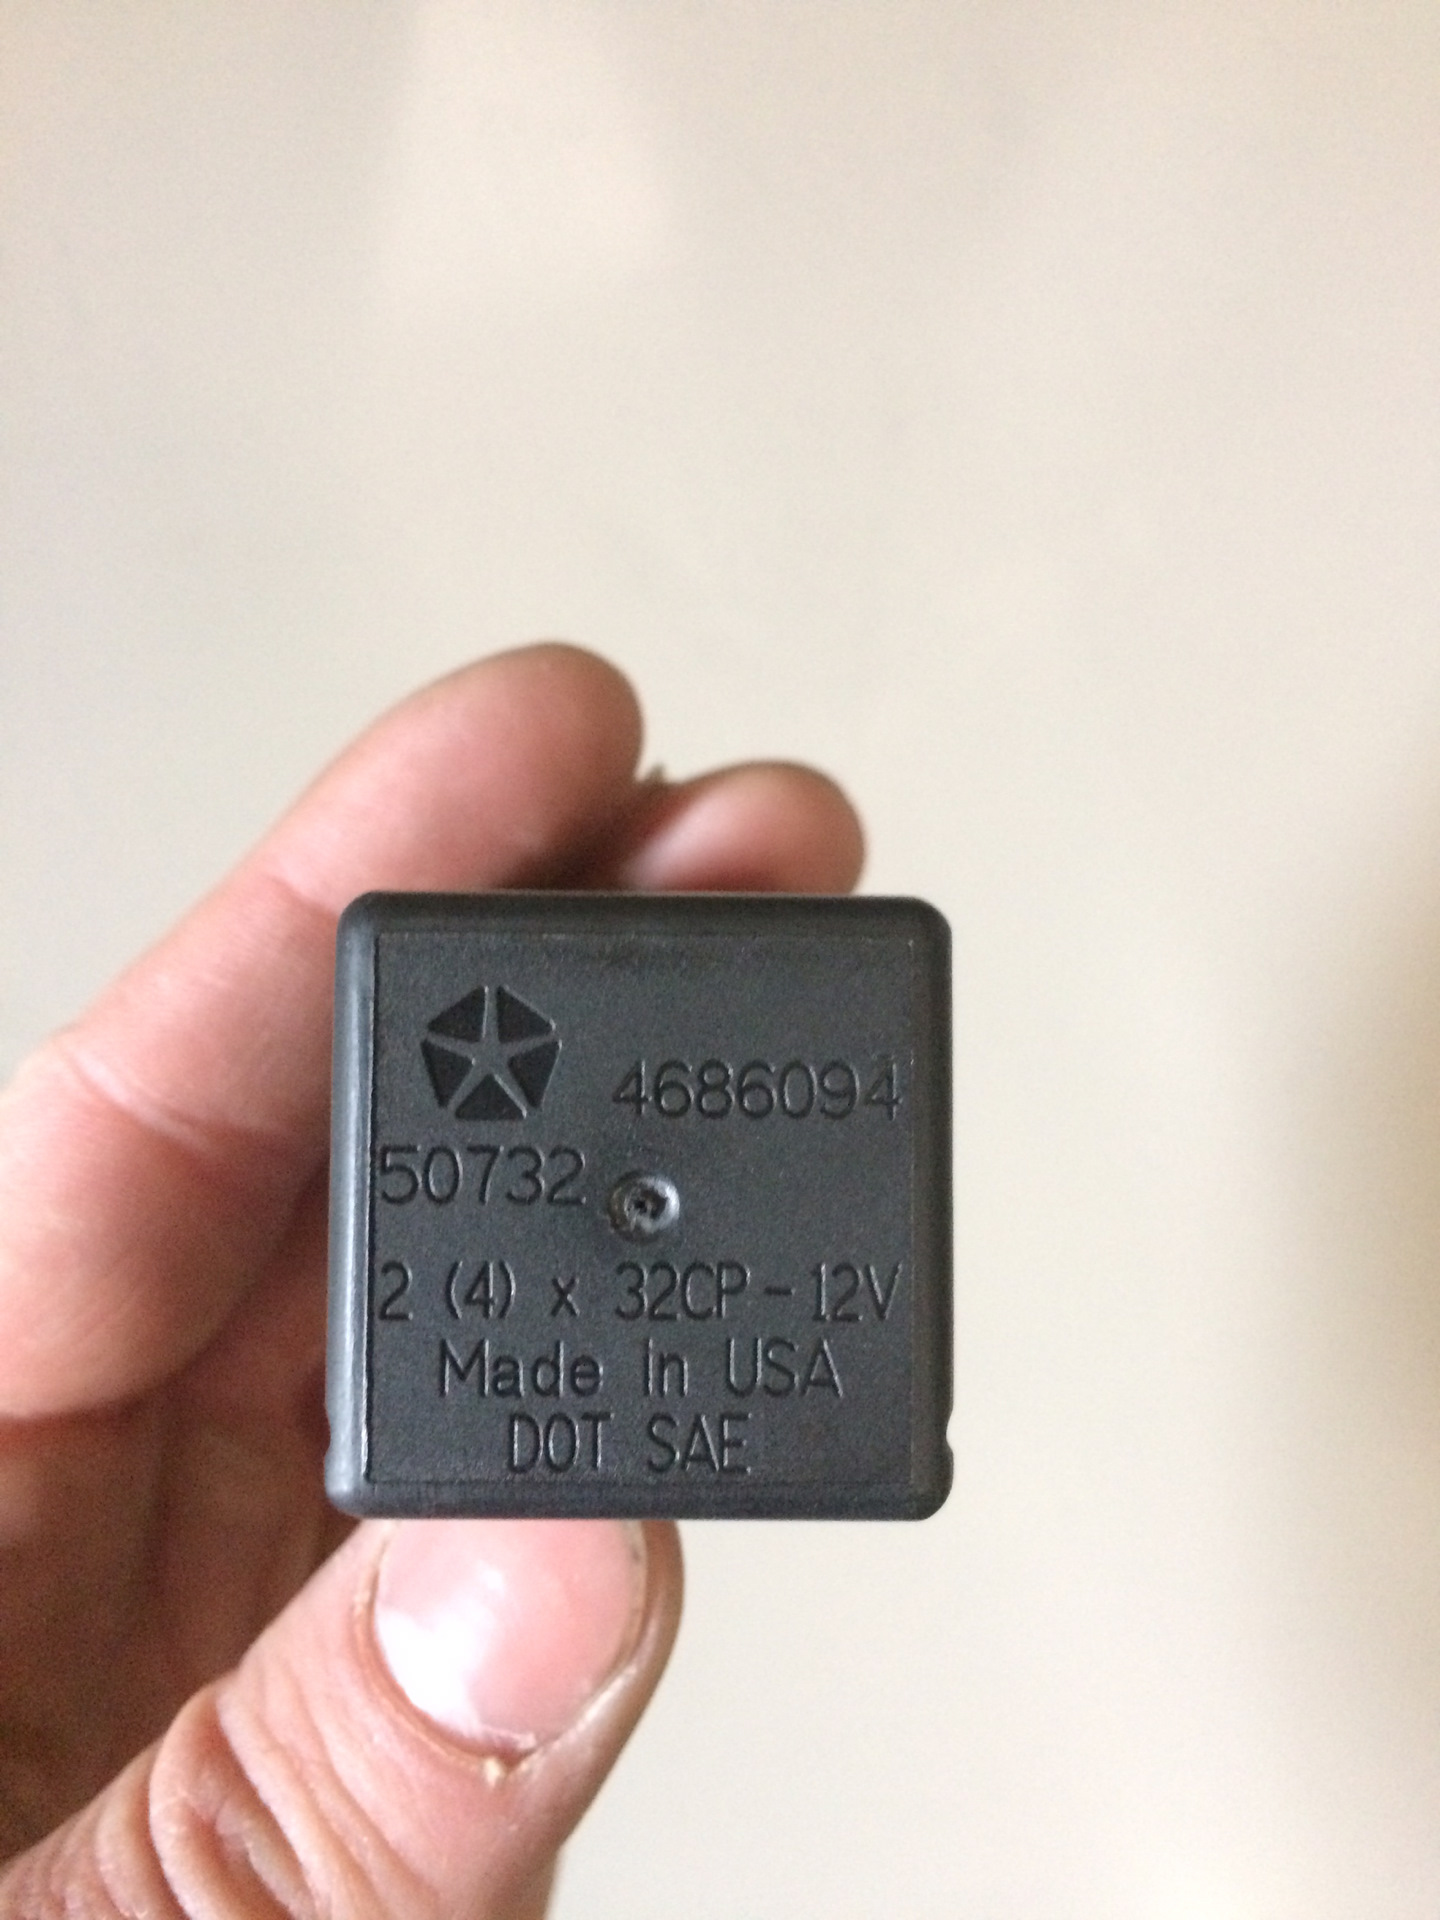 4686094
50732
2 (4) x 32CP-12V
Made in USA
DOT SAE